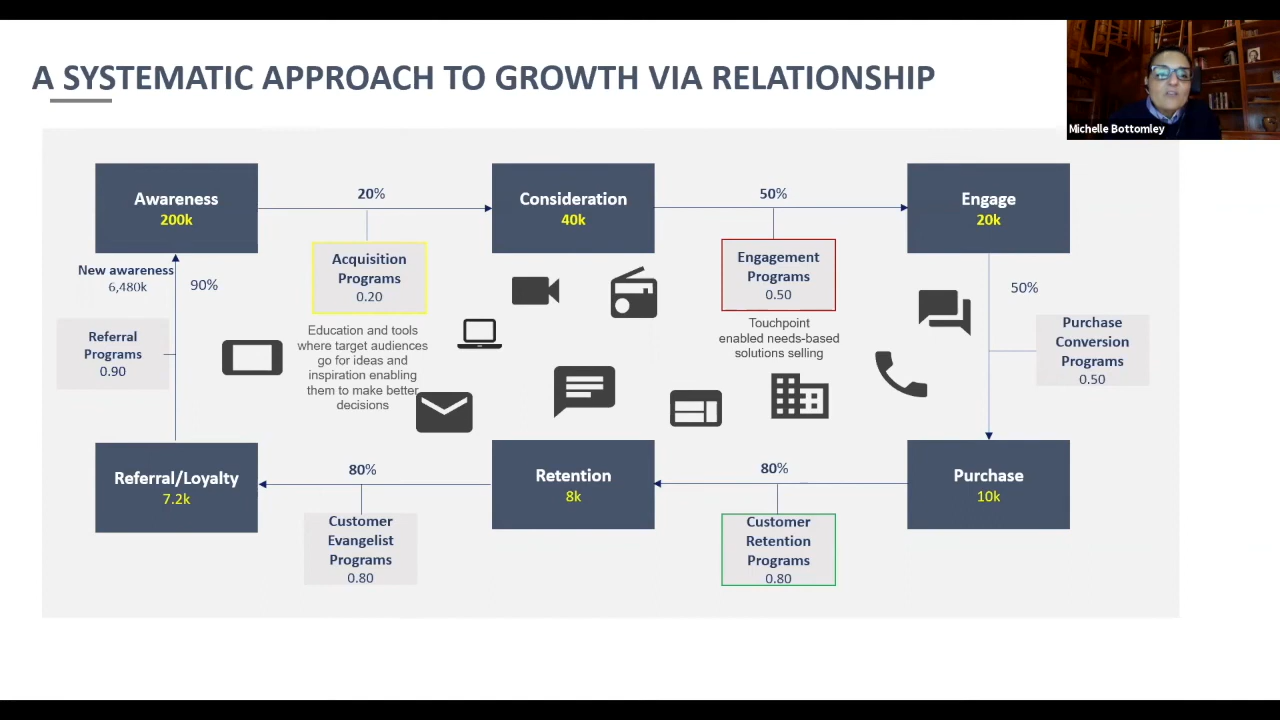 A SYSTEMATIC APPROACH TO GROWTH VIA RELATIONSHIP
Michelle Bottomley
Awareness
200k
20%
Consideration
40k
50%
Engage
20k
Acquisition
Programs
0.20
Engagement
Programs
0.50
New awareness
6,480k
90%
50%
Education and tools
where target audiences
go for ideas and
inspiration enabling
them to make better
decisions
Touchpoint
enabled needs-based
solutions selling
Referral
Programs
0.90
Purchase
Conversion
Programs
0.50
Referral/Loyalty
7.2k
80%
Retention
8k
80%
Purchase
10k
Customer
Evangelist
Programs
0.80
Customer
Retention
Programs
0.80